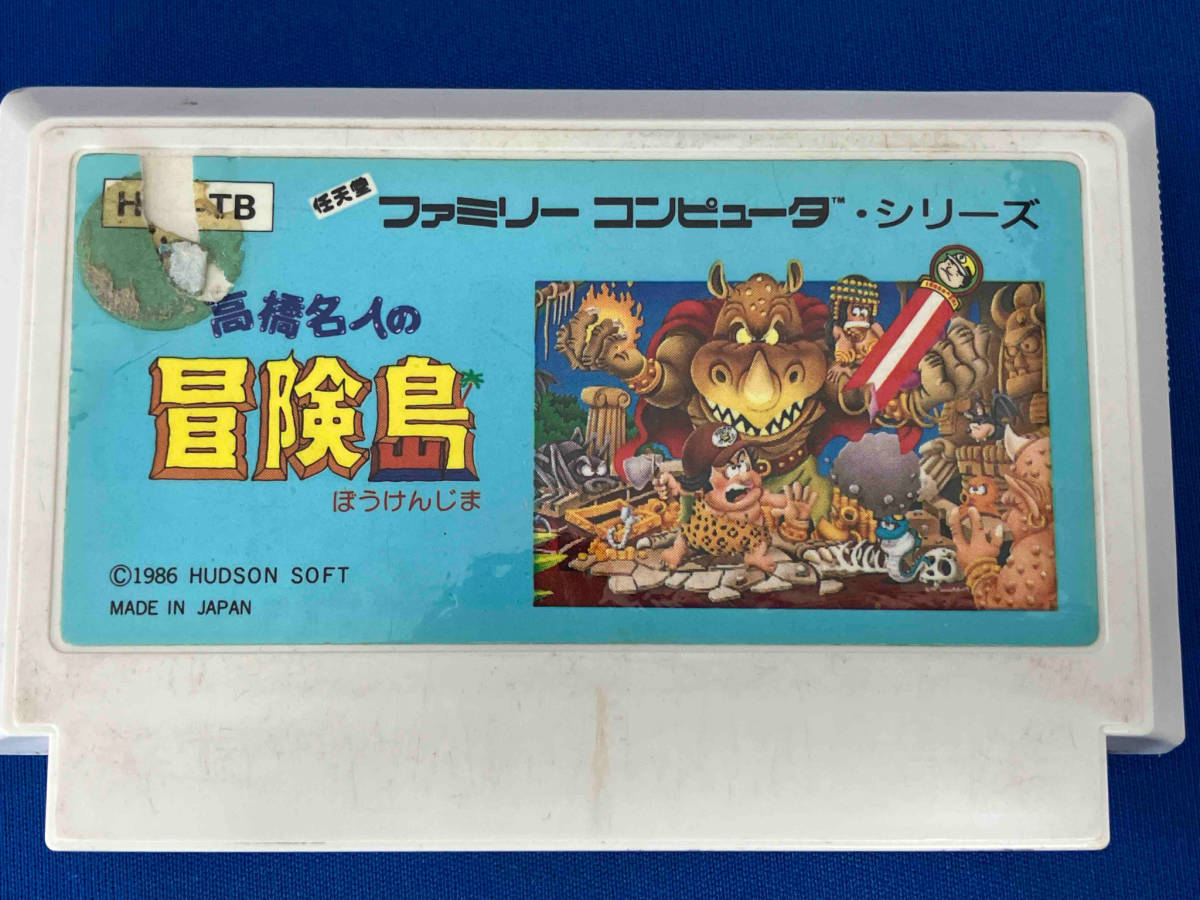 H -TB
任天堂 ファミリー コンピュータ™・シリーズ
高橋名人の
冒険島
ぼうけんじま
©1986 HUDSON SOFT
MADE IN JAPAN